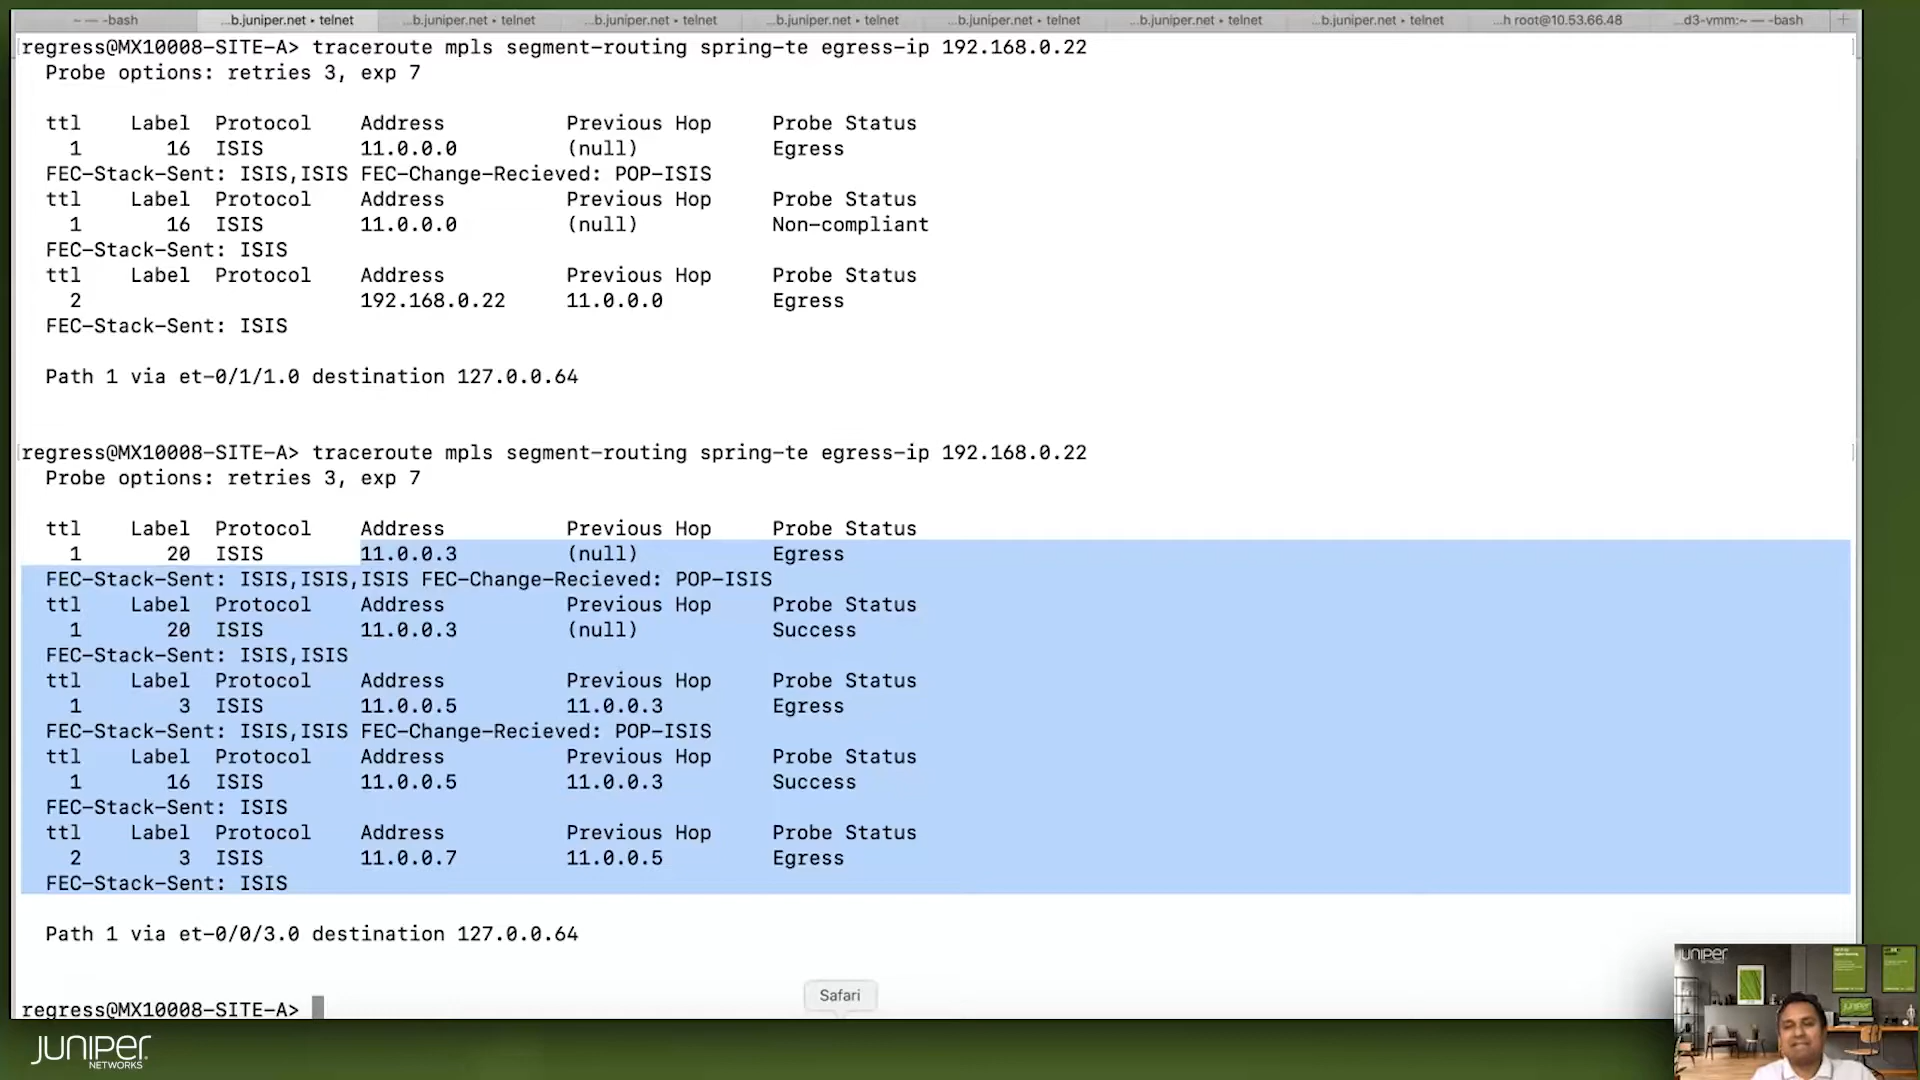 ~ — -bash
...b.juniper.net • telnet
...b.juniper.net • telnet
...b.juniper.net • telnet
...b.juniper.net • telnet
...b.juniper.net • telnet
...b.juniper.net • telnet
...b.juniper.net • telnet
...h root@10.53.66.48
...d3-vmm:~ — -bash
regress@MX10008-SITE-A> traceroute mpls segment-routing spring-te egress-ip 192.168.0.22
Probe options: retries 3, exp 7
ttl Label Protocol Address Previous Hop Probe Status
1 16 ISIS 11.0.0.0 (null) Egress
FEC-Stack-Sent: ISIS,ISIS FEC-Change-Recieved: POP-ISIS
ttl Label Protocol Address Previous Hop Probe Status
1 16 ISIS 11.0.0.0 (null) Non-compliant
FEC-Stack-Sent: ISIS
ttl Label Protocol Address Previous Hop Probe Status
2 192.168.0.22 11.0.0.0 Egress
FEC-Stack-Sent: ISIS
Path 1 via et-0/1/1.0 destination 127.0.0.64
regress@MX10008-SITE-A> traceroute mpls segment-routing spring-te egress-ip 192.168.0.22
Probe options: retries 3, exp 7
ttl Label Protocol Address Previous Hop Probe Status
1 20 ISIS 11.0.0.3 (null) Egress
FEC-Stack-Sent: ISIS,ISIS,ISIS FEC-Change-Recieved: POP-ISIS
ttl Label Protocol Address Previous Hop Probe Status
1 20 ISIS 11.0.0.3 (null) Success
FEC-Stack-Sent: ISIS,ISIS
ttl Label Protocol Address Previous Hop Probe Status
1 3 ISIS 11.0.0.5 11.0.0.3 Egress
FEC-Stack-Sent: ISIS,ISIS FEC-Change-Recieved: POP-ISIS
ttl Label Protocol Address Previous Hop Probe Status
1 16 ISIS 11.0.0.5 11.0.0.3 Success
FEC-Stack-Sent: ISIS
ttl Label Protocol Address Previous Hop Probe Status
2 3 ISIS 11.0.0.7 11.0.0.5 Egress
FEC-Stack-Sent: ISIS
Path 1 via et-0/0/3.0 destination 127.0.0.64
Safari
regress@MX10008-SITE-A>
JUNIPER
NETWORKS
JUNIPER